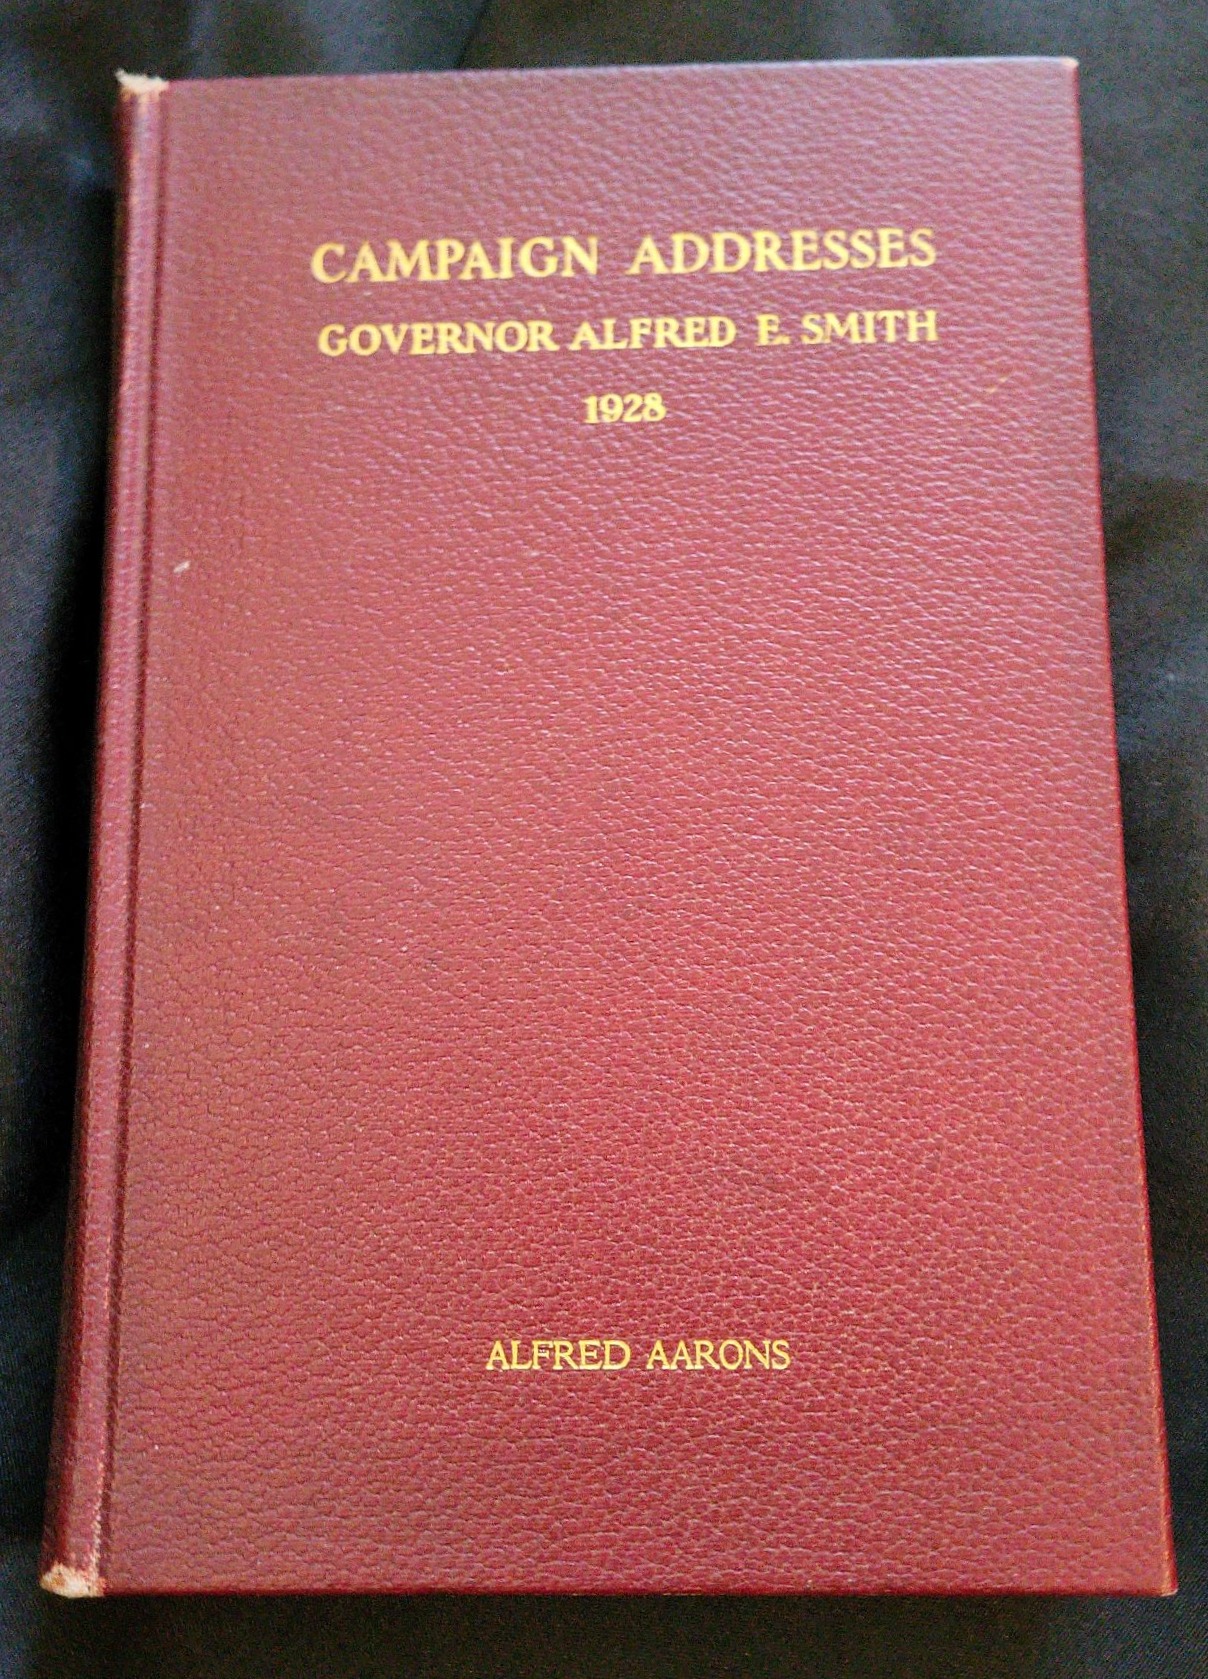 CAMPAIGN ADDRESSES
GOVERNOR ALFRED E. SMITH
1928
ALFRED AARONS